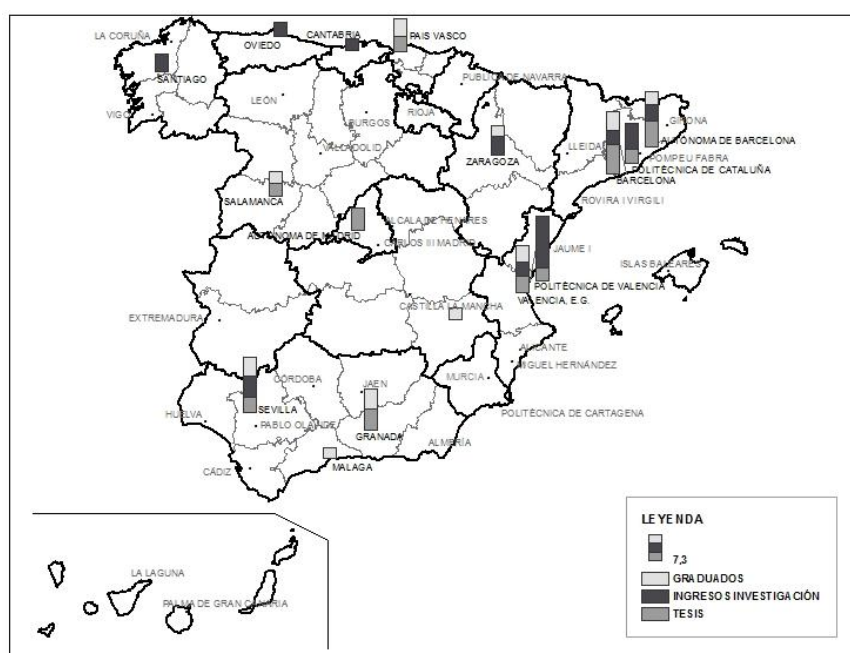 LA CORUÑA
OVIEDO
CANTABRIA
PAIS VASCO
SANTIAGO
PUBLICA DE NAVARRA
VIGO
LEÓN
BURGOS
RIOJA
GIRONA
VALLADOLID
ZARAGOZA
LLEIDA
AUTÓNOMA DE BARCELONA
POMPEU FABRA
POLITÉCNICA DE CATALUÑA
BARCELONA
SALAMANCA
ROVIRA I VIRGILI
ALCALA DE HENARES
AUTÓNOMA DE MADRID
CARLOS III MADRID
JAUME I
ISLAS BALEARES
POLITÉCNICA DE VALENCIA
VALENCIA, E.G.
CASTILLA LA MANCHA
EXTREMADURA
ALICANTE
MIGUEL HERNÁNDEZ
CÓRDOBA
JAEN
MURCIA
SEVILLA
HUELVA
PABLO OLAVIDE
POLITÉCNICA DE CARTAGENA
GRANADA
ALMERÍA
CÁDIZ
MALAGA
LA LAGUNA
PALMA DE GRAN CANARIA
LEYENDA
7,3
GRADUADOS
INGRESOS INVESTIGACIÓN
TESIS